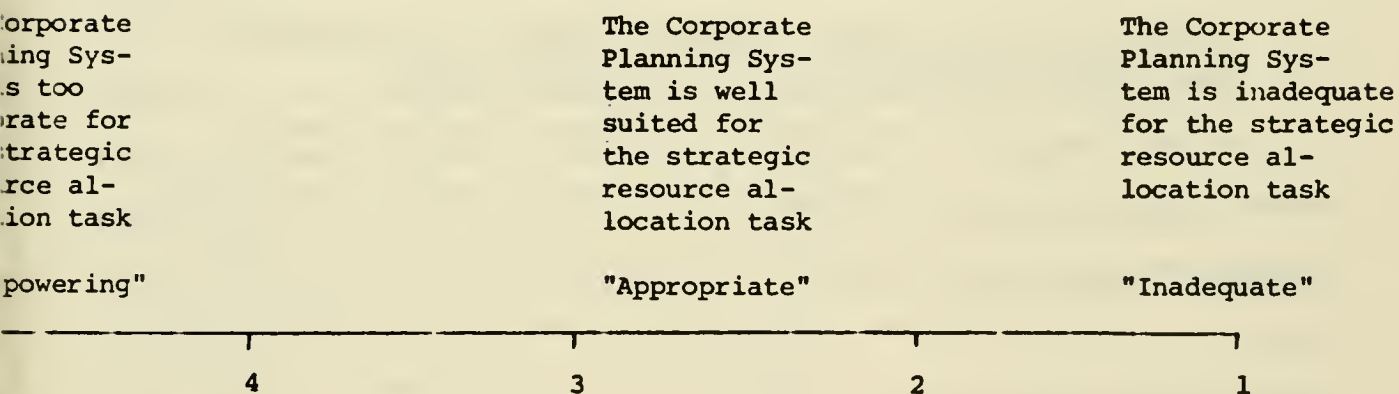 orporate
ing Sys-
s too
rate for
trategic
rce al-
ion task
powering"
The Corporate
Planning Sys-
tem is well
suited for
the strategic
resource al-
location task
"Appropriate"
The Corporate
Planning Sys-
tem is inadequate
for the strategic
resource al-
location task
"Inadequate"
4 3 2 1